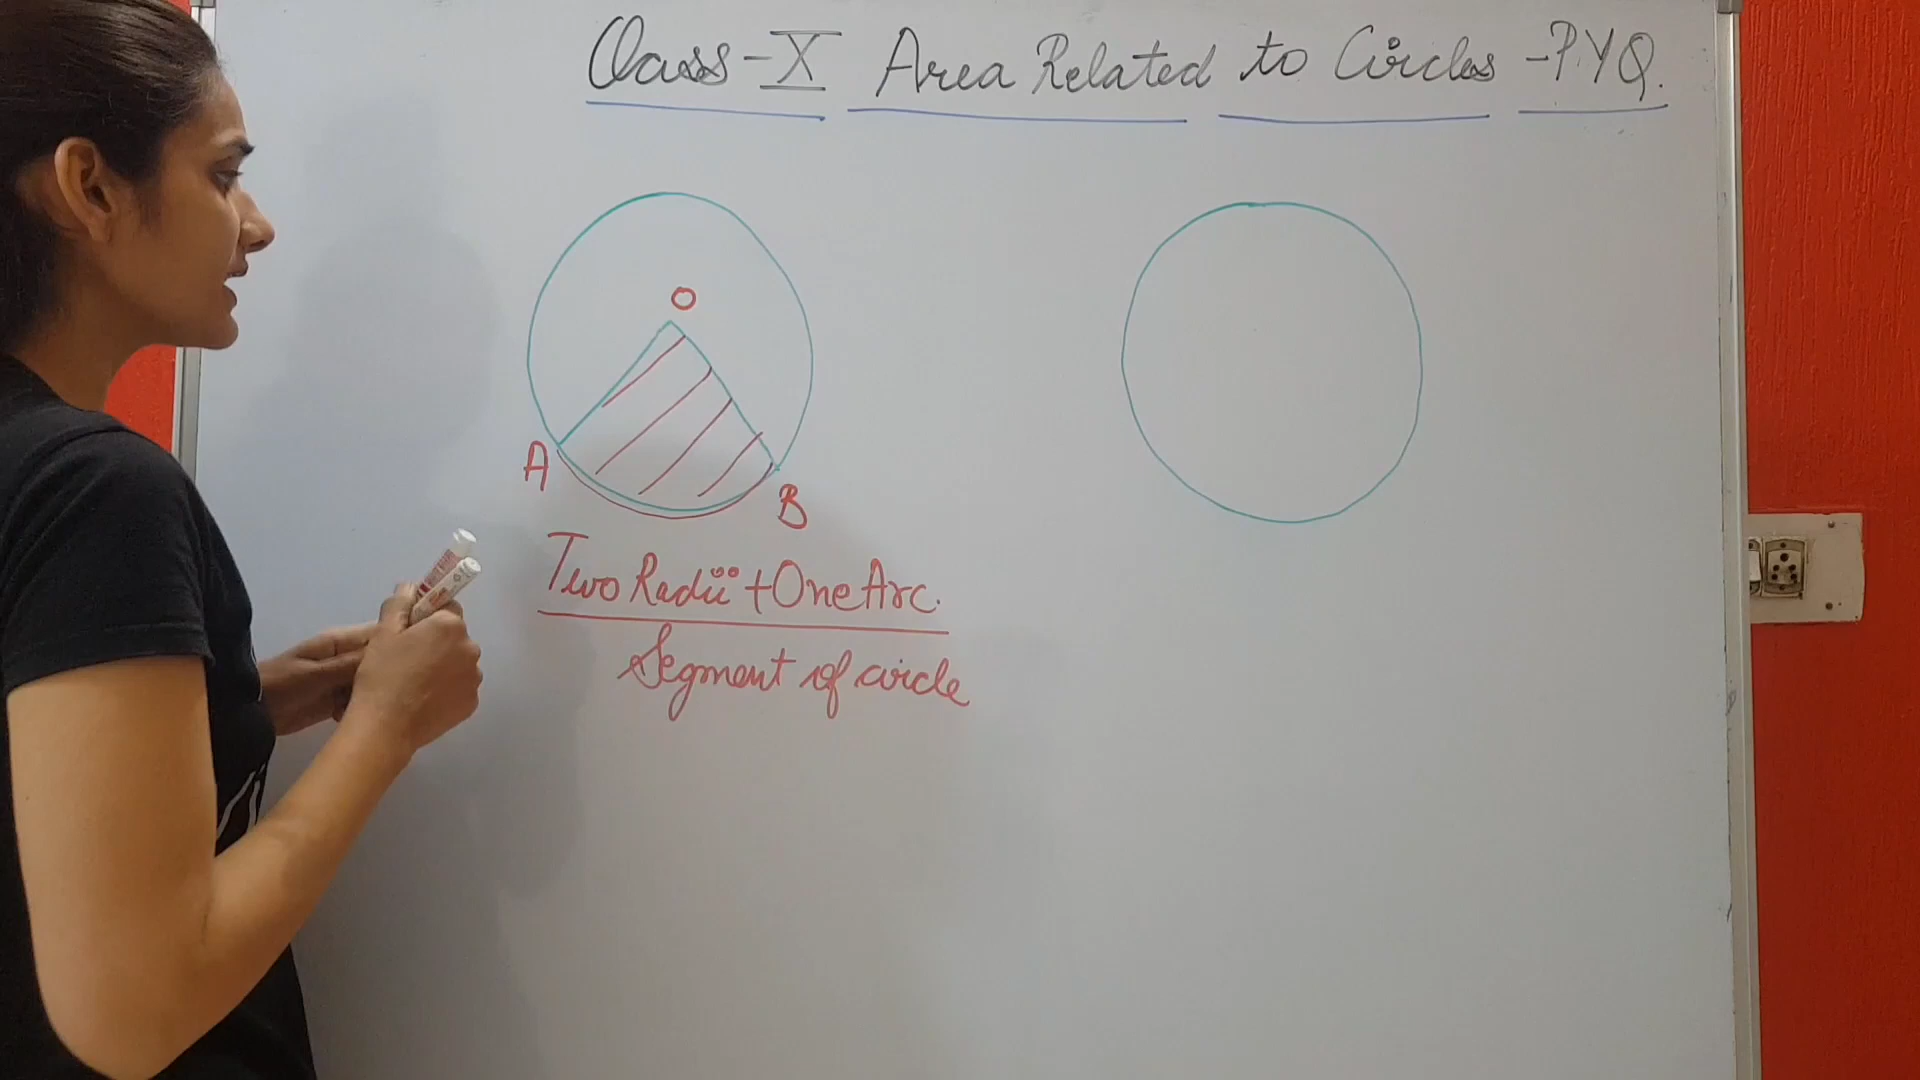 Class-X Area Related to Circles -PYQ.
O
A
B
Two Radii + One Arc.
Segment of circle